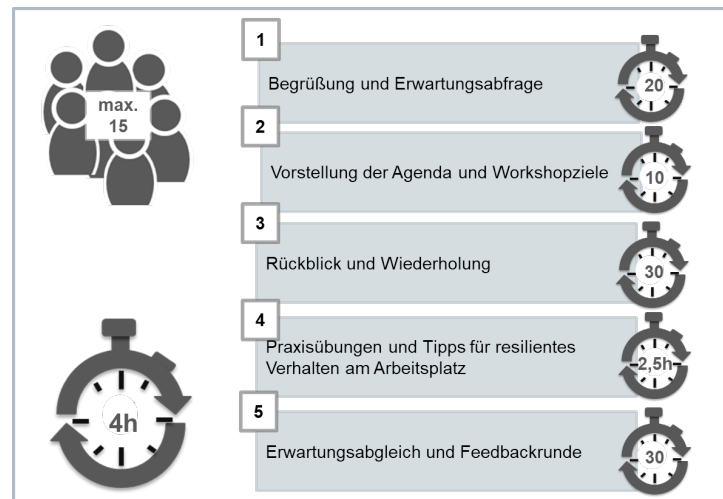 max.
15
4h
1
Begrüßung und Erwartungsabfrage
20
2
Vorstellung der Agenda und Workshopziele
10
3
Rückblick und Wiederholung
30
4
Praxisübungen und Tipps für resilientes
Verhalten am Arbeitsplatz
2,5h
5
Erwartungsabgleich und Feedbackrunde
30